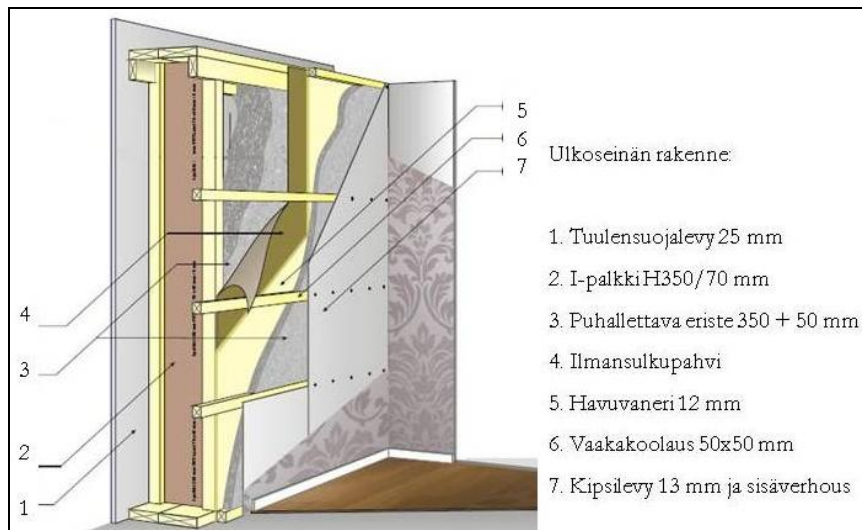 5
6
7
4
3
2
1
Ulkoseinän rakenne:
1. Tuulensuojalevy 25 mm
2. I-palkki H350/70 mm
3. Puhallettava eriste 350 + 50 mm
4. Ilmansulkupahvi
5. Havuvaneri 12 mm
6. Vaakakoolaus 50x50 mm
7. Kipsilevy 13 mm ja sisäverhous